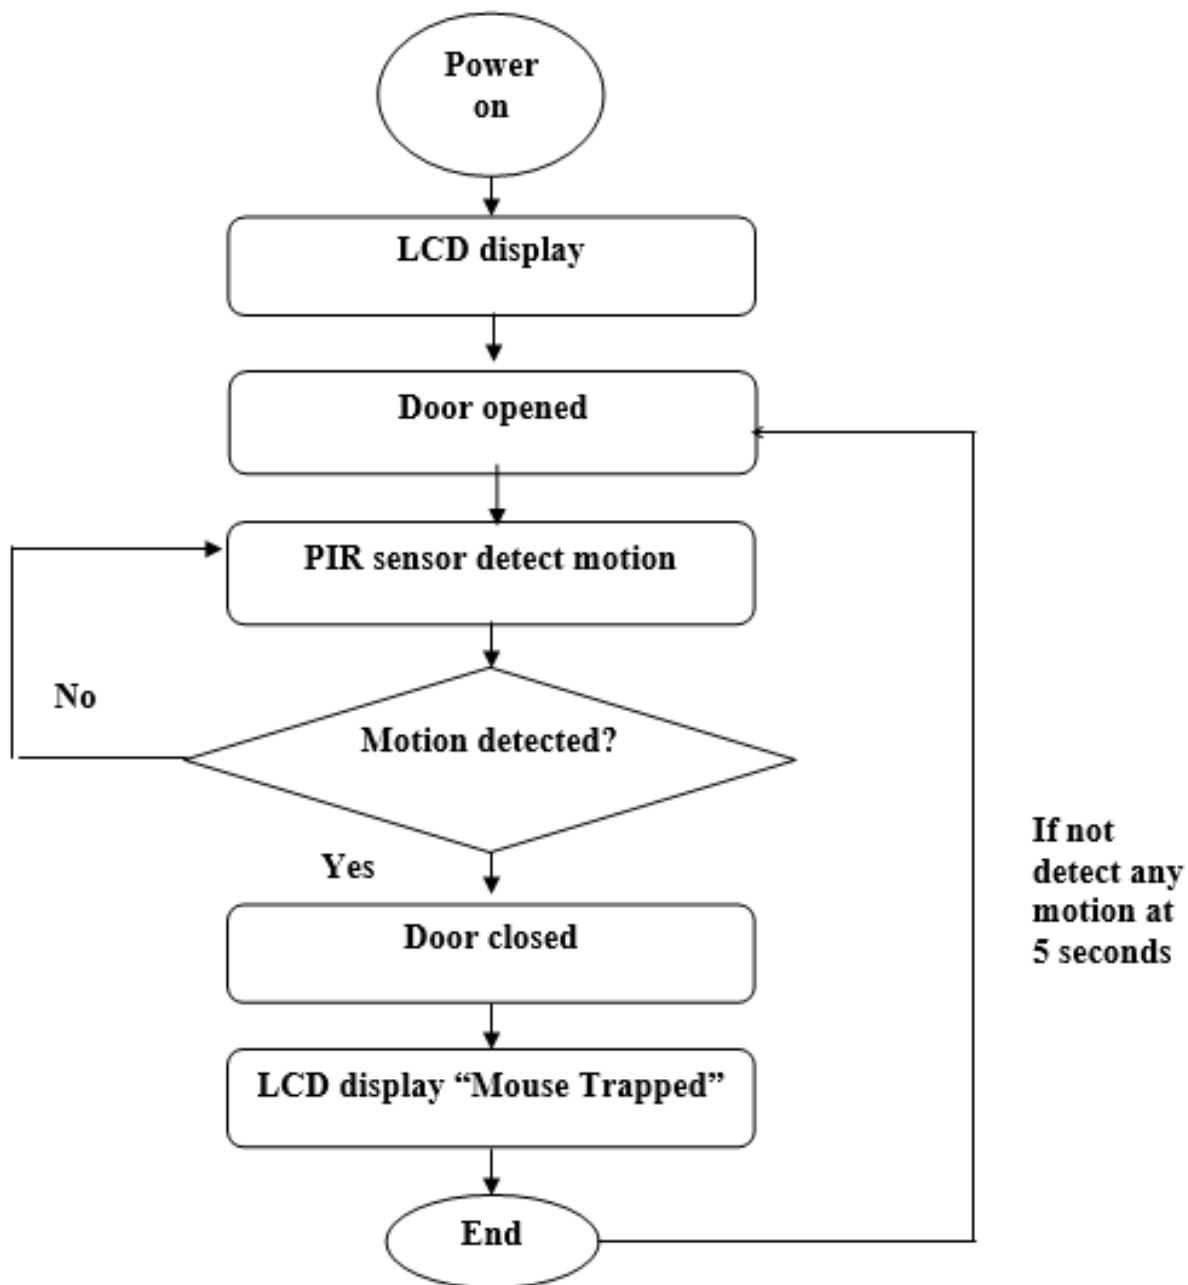 Power
on
LCD display
Door opened
PIR sensor detect motion
No
Motion detected?
Yes
If not
detect any
motion at
5 seconds
Door closed
LCD display “Mouse Trapped”
End